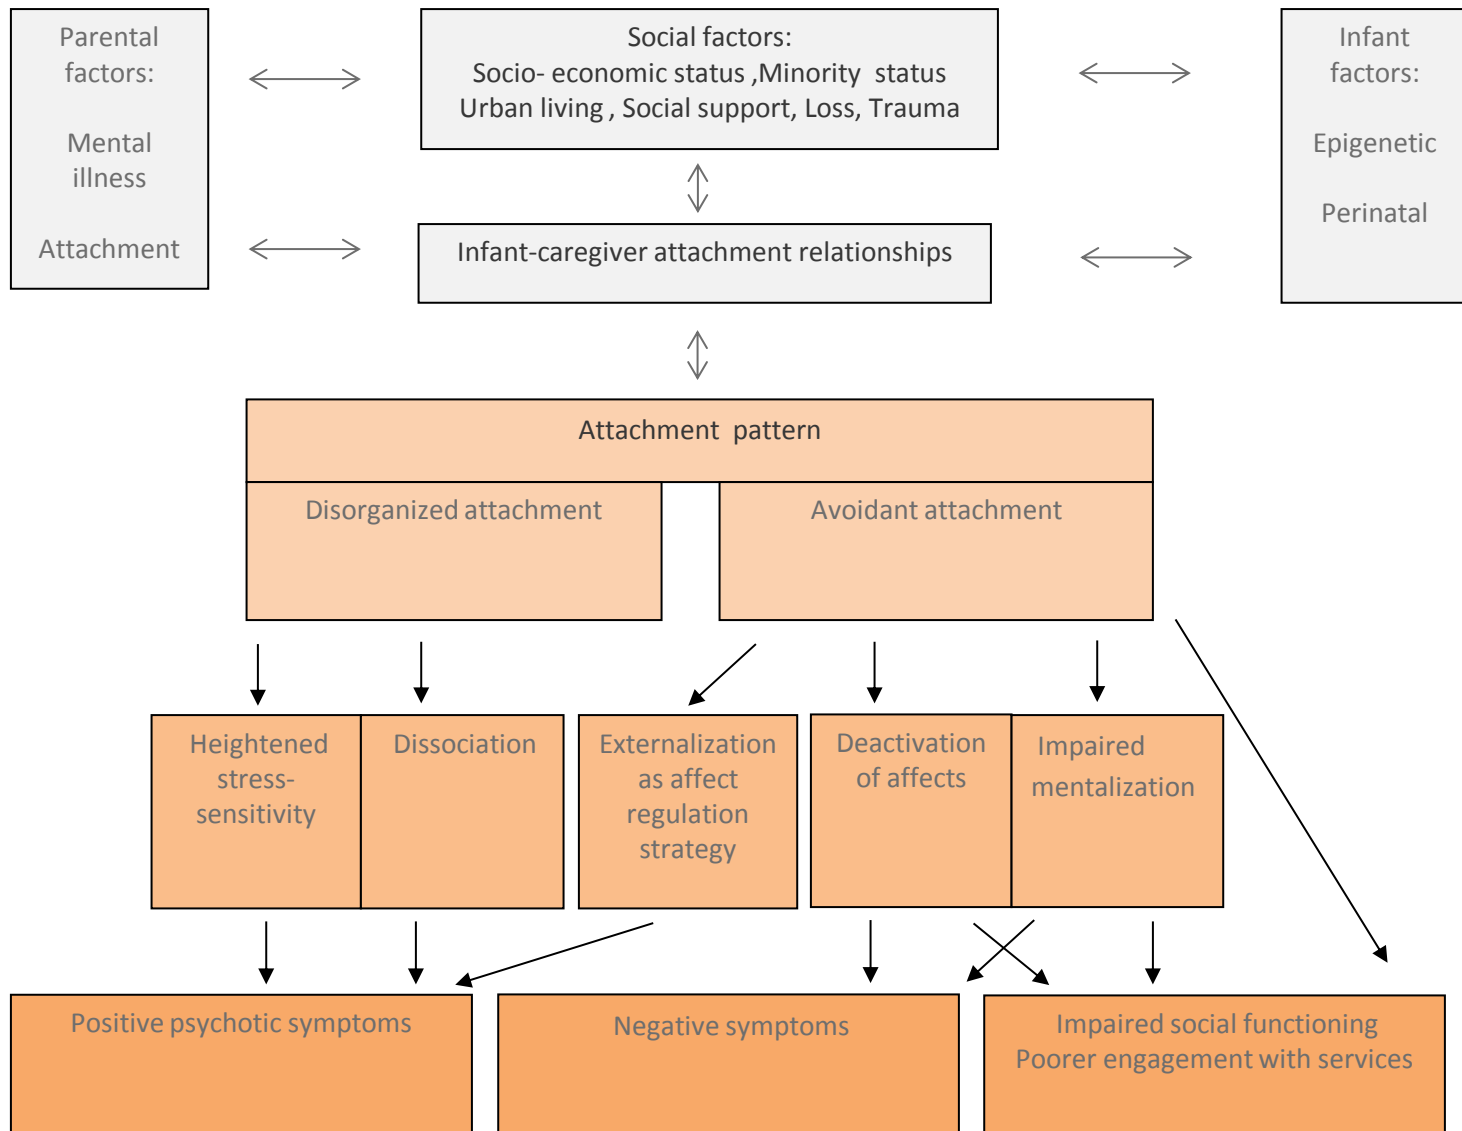 Parental
factors:
Mental
illness
Attachment
Social factors:
Socio- economic status ,Minority status
Urban living , Social support, Loss, Trauma
Infant
factors:
Epigenetic
Perinatal
Infant-caregiver attachment relationships
Attachment pattern
Disorganized attachment
Avoidant attachment
Heightened
stress-
sensitivity
Dissociation
Externalization
as affect
regulation
strategy
Deactivation
of affects
Impaired
mentalization
Positive psychotic symptoms
Negative symptoms
Impaired social functioning
Poorer engagement with services